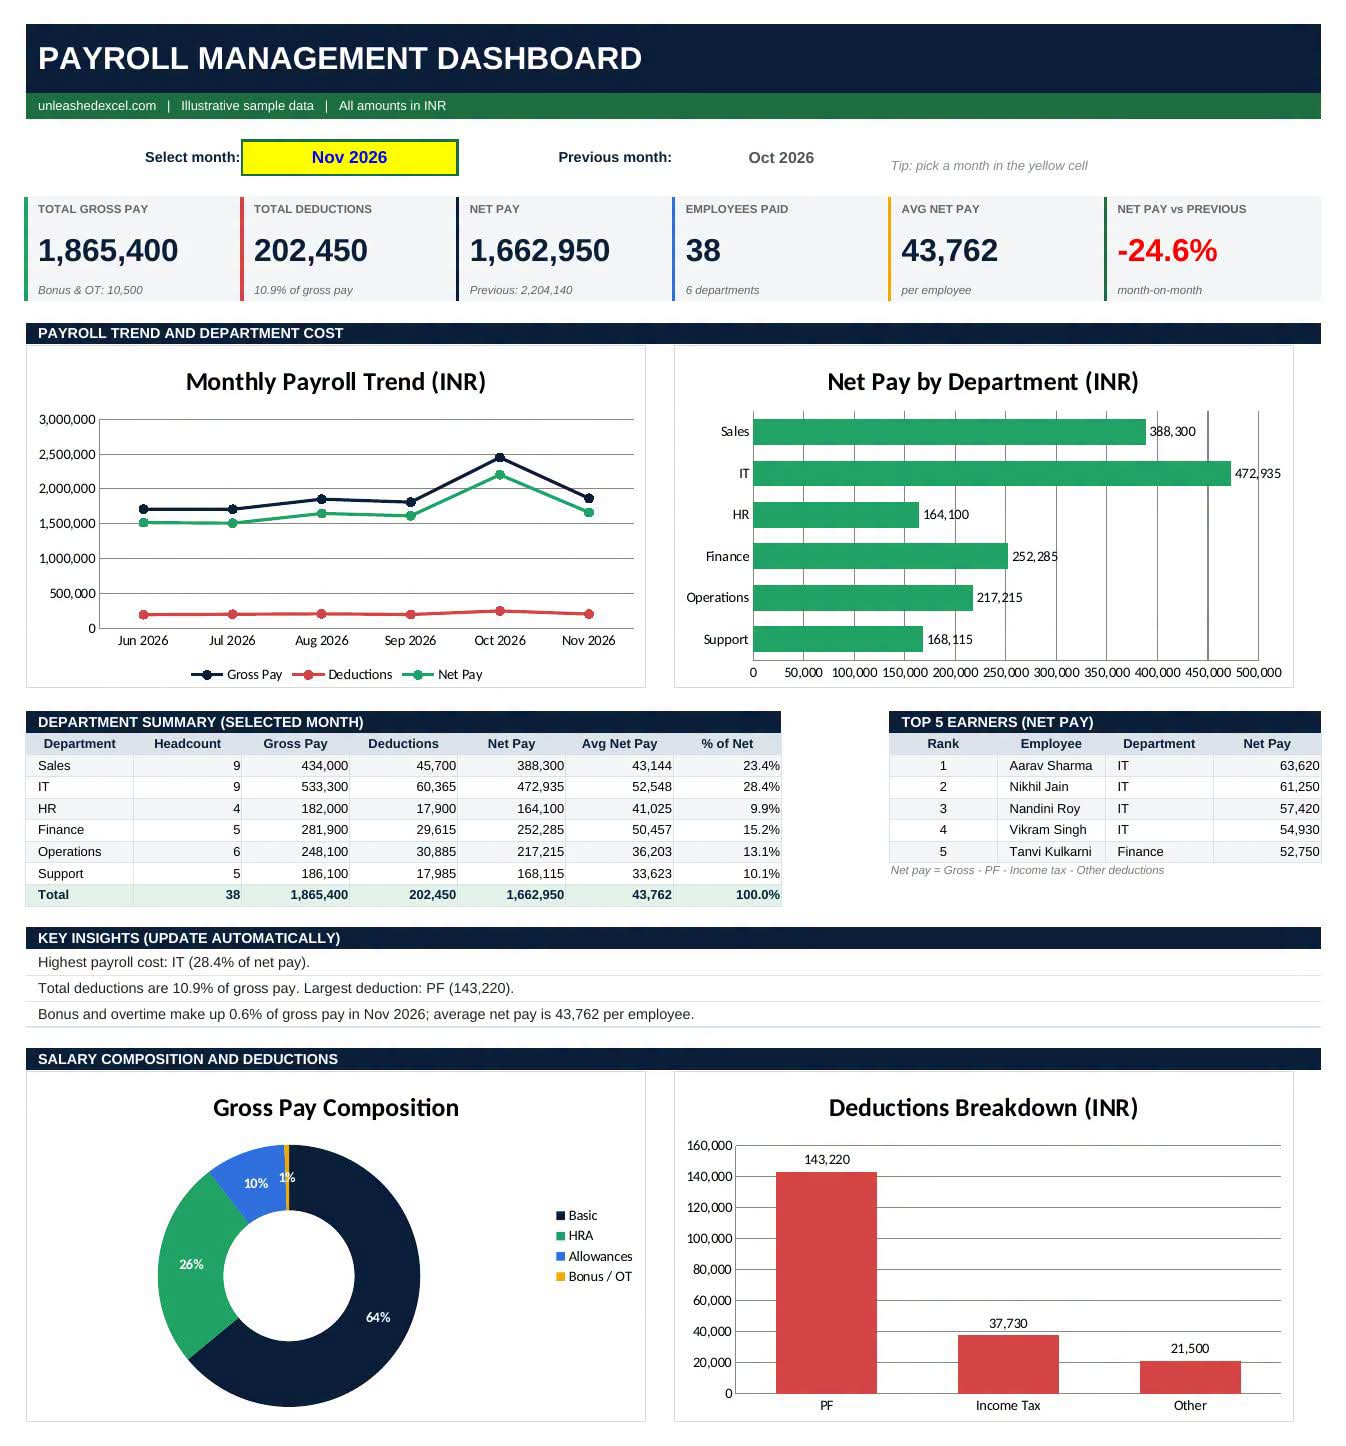 PAYROLL MANAGEMENT DASHBOARD
unleashedexcel.com | Illustrative sample data | All amounts in INR
Select month: Nov 2026 Previous month: Oct 2026 Tip: pick a month in the yellow cell
TOTAL GROSS PAY TOTAL DEDUCTIONS NET PAY EMPLOYEES PAID AVG NET PAY NET PAY vs PREVIOUS
1,865,400 202,450 1,662,950 38 43,762 -24.6%
Bonus & OT: 10,500 10.9% of gross pay Previous: 2,204,140 6 departments per employee month-on-month
PAYROLL TREND AND DEPARTMENT COST
Monthly Payroll Trend (INR)
3,000,000
2,500,000
2,000,000
1,500,000
1,000,000
500,000
0
Jun 2026 Jul 2026 Aug 2026 Sep 2026 Oct 2026 Nov 2026
Gross Pay Deductions Net Pay
Net Pay by Department (INR)
Sales 388,300
IT 472,935
HR 164,100
Finance 252,285
Operations 217,215
Support 168,115
0 50,000 100,000 150,000 200,000 250,000 300,000 350,000 400,000 450,000 500,000
DEPARTMENT SUMMARY (SELECTED MONTH)
Department Headcount Gross Pay Deductions Net Pay Avg Net Pay % of Net
Sales 9 434,000 45,700 388,300 43,144 23.4%
IT 9 533,300 60,365 472,935 52,548 28.4%
HR 4 182,000 17,900 164,100 41,025 9.9%
Finance 5 281,900 29,615 252,285 50,457 15.2%
Operations 6 248,100 30,885 217,215 36,203 13.1%
Support 5 186,100 17,985 168,115 33,623 10.1%
Total 38 1,865,400 202,450 1,662,950 43,762 100.0%
TOP 5 EARNERS (NET PAY)
Rank Employee Department Net Pay
1 Aarav Sharma IT 63,620
2 Nikhil Jain IT 61,250
3 Nandini Roy IT 57,420
4 Vikram Singh IT 54,930
5 Tanvi Kulkarni Finance 52,750
Net pay = Gross - PF - Income tax - Other deductions
KEY INSIGHTS (UPDATE AUTOMATICALLY)
Highest payroll cost: IT (28.4% of net pay).
Total deductions are 10.9% of gross pay. Largest deduction: PF (143,220).
Bonus and overtime make up 0.6% of gross pay in Nov 2026; average net pay is 43,762 per employee.
SALARY COMPOSITION AND DEDUCTIONS
Gross Pay Composition
10% 1%
26%
64%
Basic
HRA
Allowances
Bonus / OT
Deductions Breakdown (INR)
160,000
140,000
120,000
100,000
80,000
60,000
40,000
20,000
0
143,220
37,730
21,500
PF Income Tax Other